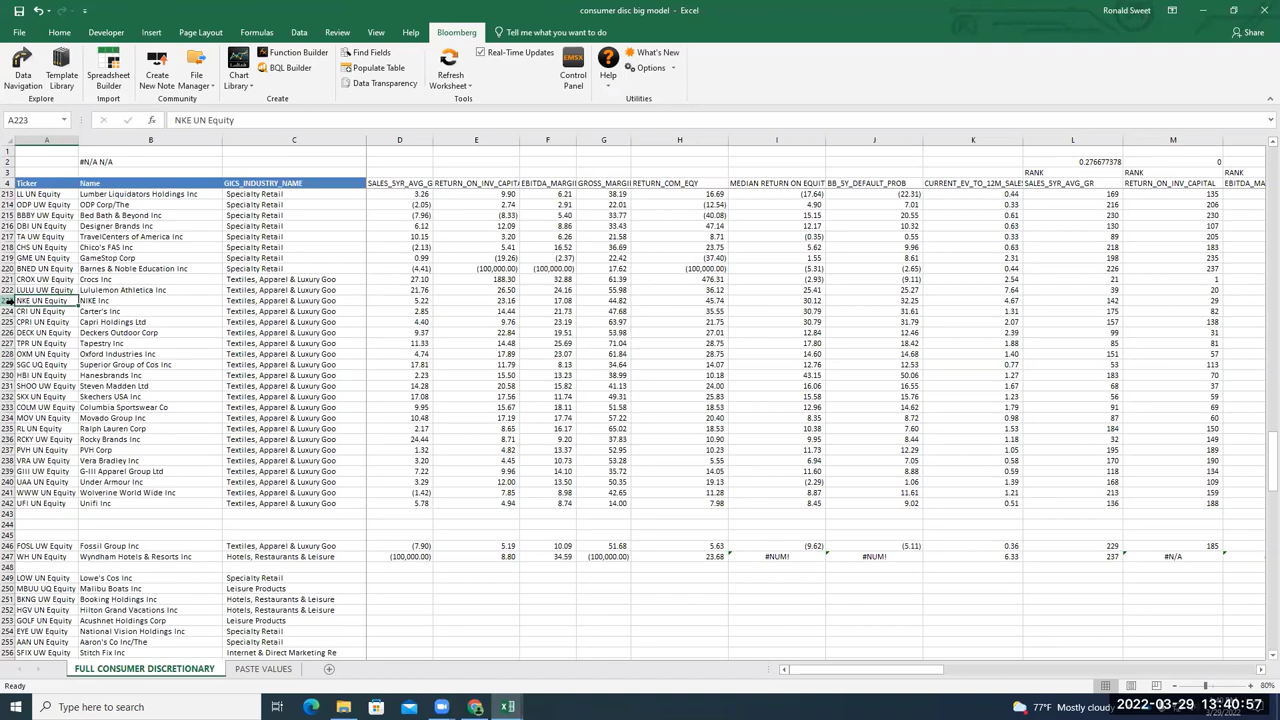 consumer disc big model - Excel
Ronald Sweet
File Home Developer Insert Page Layout Formulas Data Review View Help Bloomberg Tell me what you want to do Share
Data Navigation
Template Library
Explore
Spreadsheet Builder
Import
Create New Note
File Manager
Community
Chart Library
Function Builder
BQL Builder
Create
Find Fields
Populate Table
Data Transparency
Refresh Worksheet
Real-Time Updates
EMSX
Control Panel
Tools
Help
What's New
Options
Utilities
A223 fx NKE UN Equity
A B C D E F G H I J K L M
1
2 #N/A N/A 0.276677378 0
3 RANK RANK RANK
4 Ticker Name GICS_INDUSTRY_NAME SALES_5YR_AVG_G RETURN_ON_INV_CAPITA EBITDA_MARGI GROSS_MARGI RETURN_COM_EQY MEDIAN RETURN ON EQUIT BB_5Y_DEFAULT_PROB CURRENT_EV_TO_12M_SALES SALES_5YR_AVG_GR RETURN_ON_INV_CAPITAL EBITDA_MA
213 LL UN Equity Lumber Liquidators Holdings Inc Specialty Retail 3.26 9.90 6.21 38.13 16.69 (17.64) (22.31) 0.44 169 135
214 ODP UW Equity ODP Corp/The Specialty Retail (2.05) 2.74 2.91 22.01 (12.54) 4.90 7.01 0.33 216 206
215 BBBY UW Equity Bed Bath & Beyond Inc Specialty Retail (7.96) (8.33) 5.40 33.77 (40.08) 15.15 20.55 0.61 230 230
216 DBI UN Equity Designer Brands Inc Specialty Retail 6.12 12.09 8.86 33.43 47.14 12.17 10.32 0.63 130 112
217 TA UW Equity TravelCenters of America Inc Specialty Retail 10.15 3.20 6.26 21.58 8.71 (0.35) 0.55 0.33 89 205
218 CHS UN Equity Chico's FAS Inc Specialty Retail (2.13) 5.41 16.52 36.69 23.75 5.62 9.96 0.63 218 183
219 GME UN Equity GameStop Corp Specialty Retail 0.99 (19.26) (2.37) 22.42 (37.40) 2.55 8.61 2.31 198 235
220 BNED UN Equity Barnes & Noble Education Inc Specialty Retail (4.41) (100,000.00) (100,000.00) 17.62 (100,000.00) (5.31) (2.65) 0.44 226 237
221 CROX UW Equity Crocs Inc Textiles, Apparel & Luxury Goo 27.10 188.30 32.88 61.39 476.31 (2.93) (9.11) 2.54 21 1
222 LULU UW Equity Lululemon Athletica Inc Textiles, Apparel & Luxury Goo 21.76 24.16 36.98 57.08 36.12 25.41 27.64 39 20
NKE UN Equity NIKE Inc Textiles, Apparel & Luxury Goo 5.22 23.16 17.08 44.82 45.74 30.12 32.25 4.67 142 29
224 CRI UN Equity Carter's Inc Textiles, Apparel & Luxury Goo 2.85 14.44 21.73 47.68 35.55 30.79 31.31 175 82
225 CPRI UN Equity Capri Holdings Ltd Textiles, Apparel & Luxury Goo 4.40 9.76 23.19 63.97 21.75 30.61 31.79 2.07 157 138
226 DECK UN Equity Deckers Outdoor Corp Textiles, Apparel & Luxury Goo 9.37 22.84 19.51 53.98 27.01 12.84 12.46 2.39 97 31
227 TPR UN Equity Tapestry Inc Textiles, Apparel & Luxury Goo 11.33 14.48 25.69 71.04 28.75 17.80 18.42 1.88 85 81
228 OXM UN Equity Oxford Industries Inc Textiles, Apparel & Luxury Goo 4.74 17.89 23.07 61.84 28.75 14.60 14.68 1.40 151 57
229 SGC UQ Equity Superior Group of Cos Inc Textiles, Apparel & Luxury Goo 17.81 11.79 8.13 34.64 12.54 12.53 0.77 53 113
230 HBI UN Equity Hanesbrands Inc Textiles, Apparel & Luxury Goo 2.23 15.50 13.23 38.99 10.18 43.15 50.06 1.27 183 70
231 SHOO UW Equity Steven Madden Ltd Textiles, Apparel & Luxury Goo 14.28 20.58 15.82 41.13 24.00 16.06 16.55 1.67 68 37
232 SKX UN Equity Skechers USA Inc Textiles, Apparel & Luxury Goo 17.08 17.56 11.74 49.31 25.83 15.58 15.76 1.23 56 59
233 COLM UW Equity Columbia Sportswear Co Textiles, Apparel & Luxury Goo 9.95 15.66 18.11 51.58 18.53 12.96 14.62 1.79 91 69
234 MOV UN Equity Movado Group Inc Textiles, Apparel & Luxury Goo 10.48 17.19 17.74 57.22 20.40 8.35 8.72 0.98 87 60
235 RL UN Equity Ralph Lauren Corp Textiles, Apparel & Luxury Goo 2.17 8.65 16.17 65.02 18.53 10.38 7.60 1.53 184 150
236 RCKY UW Equity Rocky Brands Inc Textiles, Apparel & Luxury Goo 24.44 8.71 9.20 37.83 10.90 9.95 1.18 32 149
237 PVH UN Equity PVH Corp Textiles, Apparel & Luxury Goo 1.32 4.82 13.37 52.95 10.23 11.73 12.29 1.05 195 189
238 VRA UW Equity Vera Bradley Inc Textiles, Apparel & Luxury Goo 3.20 4.45 10.70 53.28 6.94 7.05 0.58 171 193
239 GIII UW Equity G-III Apparel Group Ltd Textiles, Apparel & Luxury Goo 7.22 9.96 14.10 35.72 14.05 11.60 8.88 0.59 118 134
240 UAA UN Equity Under Armour Inc Textiles, Apparel & Luxury Goo 3.29 12.00 13.50 50.35 19.13 (2.29) 1.06 1.39 168 109
241 WWW UN Equity Wolverine World Wide Inc Textiles, Apparel & Luxury Goo (1.42) 7.85 8.98 42.65 11.28 8.87 11.61 1.21 213 159
242 UFI UN Equity Unifi Inc Textiles, Apparel & Luxury Goo 5.78 4.94 8.74 14.00 7.98 8.45 9.02 0.51 136 188
243
244
245
246 FOSL UW Equity Fossil Group Inc Textiles, Apparel & Luxury Goo (7.90) 5.19 10.09 51.68 5.63 (9.62) (5.11) 0.36 229 185
247 WH UN Equity Wyndham Hotels & Resorts Inc Hotels, Restaurants & Leisure (100,000.00) 8.80 34.59 (100,000.00) 23.68 #NUM! #NUM! 6.33 237 #N/A
248
249 LOW UN Equity Lowe's Cos Inc Specialty Retail
250 MBUU UQ Equity Malibu Boats Inc Leisure Products
251 BKNG UW Equity Booking Holdings Inc Hotels, Restaurants & Leisure
252 HGV UN Equity Hilton Grand Vacations Inc Hotels, Restaurants & Leisure
253 GOLF UN Equity Acushnet Holdings Corp Leisure Products
254 EYE UW Equity National Vision Holdings Inc Specialty Retail
255 AAN UN Equity Aaron's Co Inc/The Specialty Retail
256 SFIX UW Equity Stitch Fix Inc Internet & Direct Marketing Re
FULL CONSUMER DISCRETIONARY PASTE VALUES
Ready 80%
Type here to search
77°F Mostly cloudy
2022-03-29 13:40:57